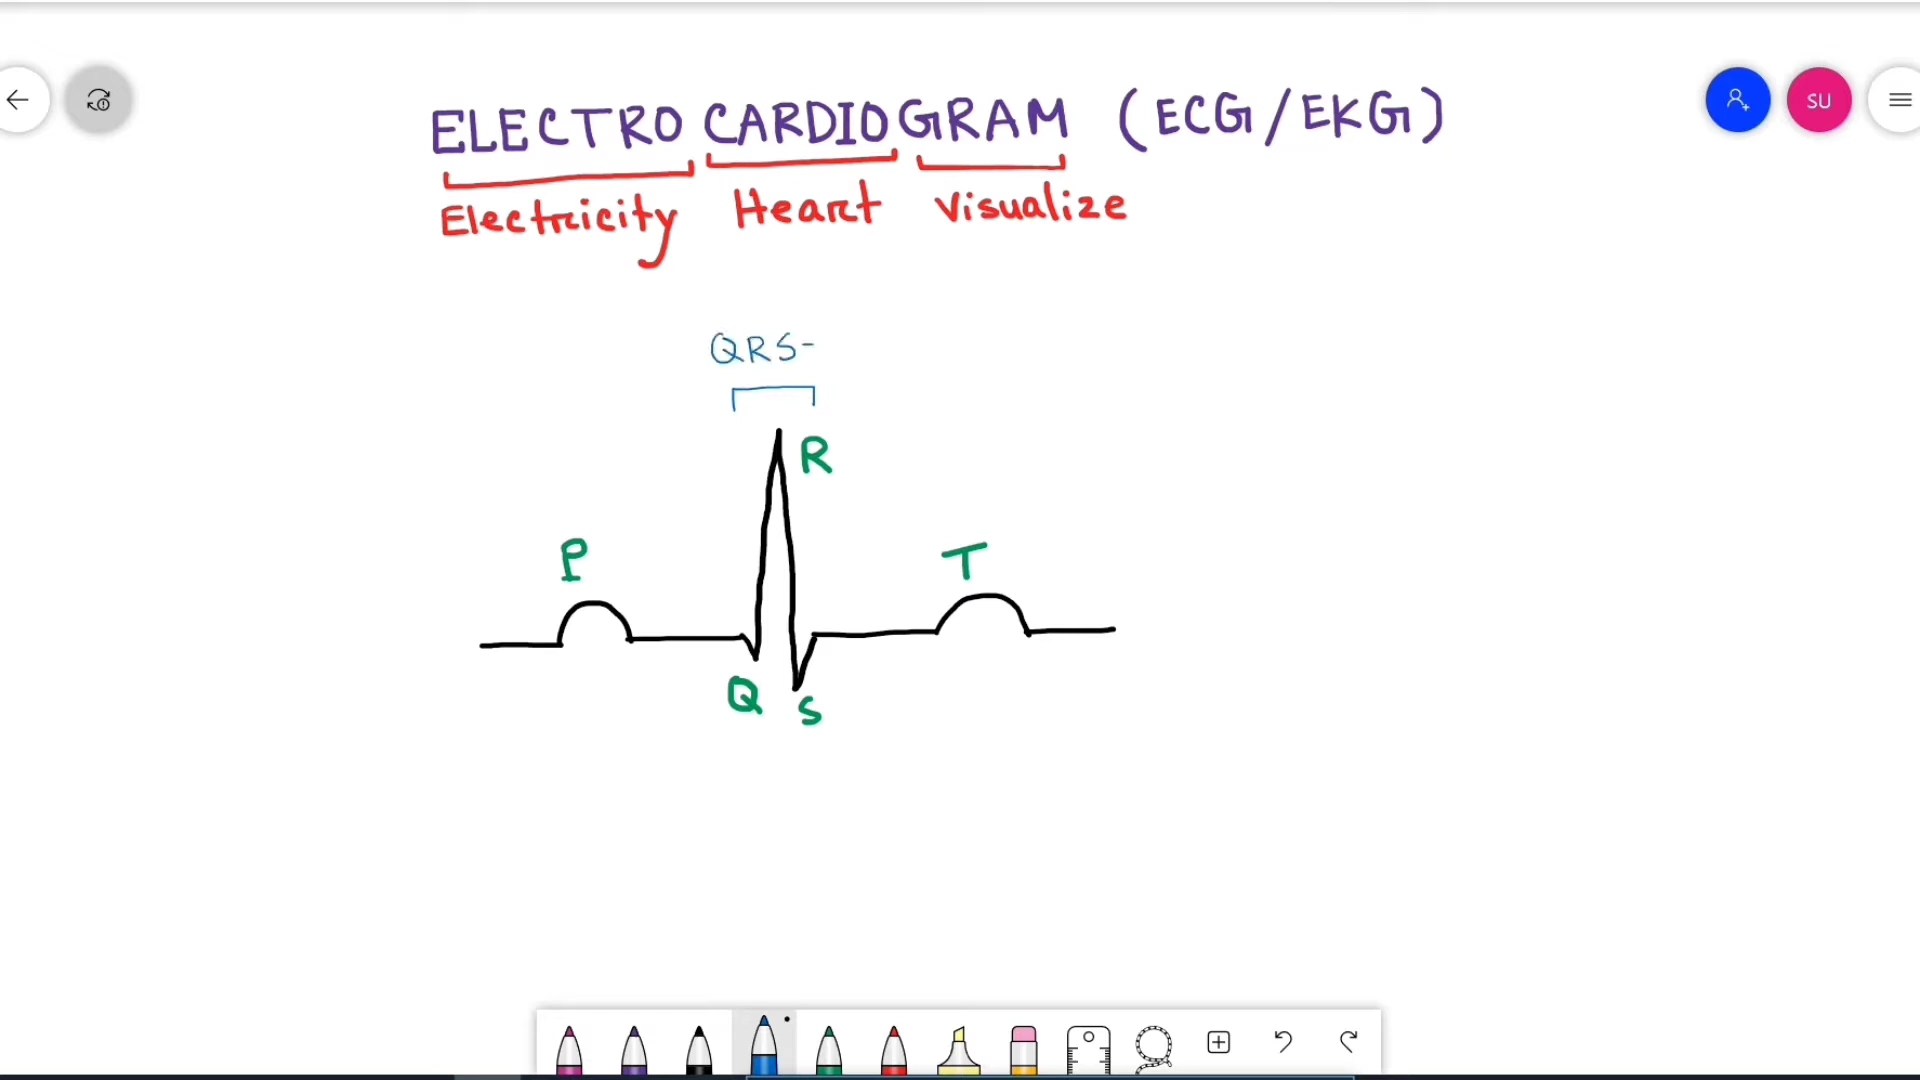 ELECTRO CARDIOGRAM (ECG/EKG)
Electricity Heart Visualize
SU
QRS-
R
P
T
Q
S